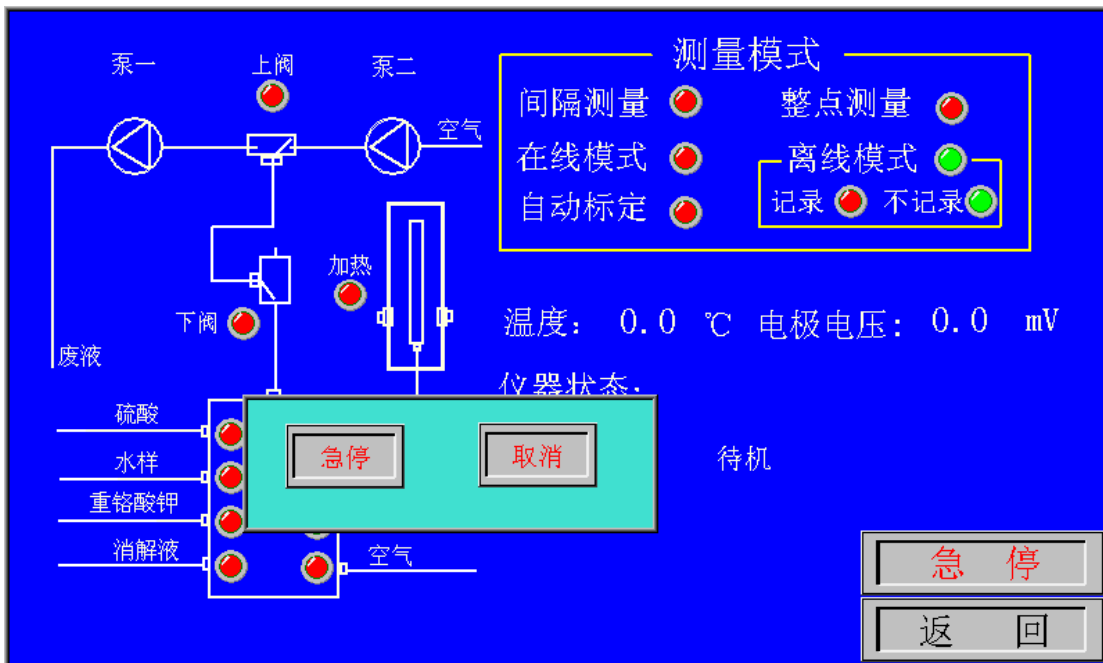 测量模式
泵一 上阀 泵二
间隔测量 整点测量
空气
在线模式 离线模式
自动标定 记录 不记录
加热
下阀
温度： 0.0 ℃ 电极电压： 0.0 mV
废液
仪器状态：
硫酸
急停 取消 待机
水样
重铬酸钾
消解液 空气
急 停
返 回